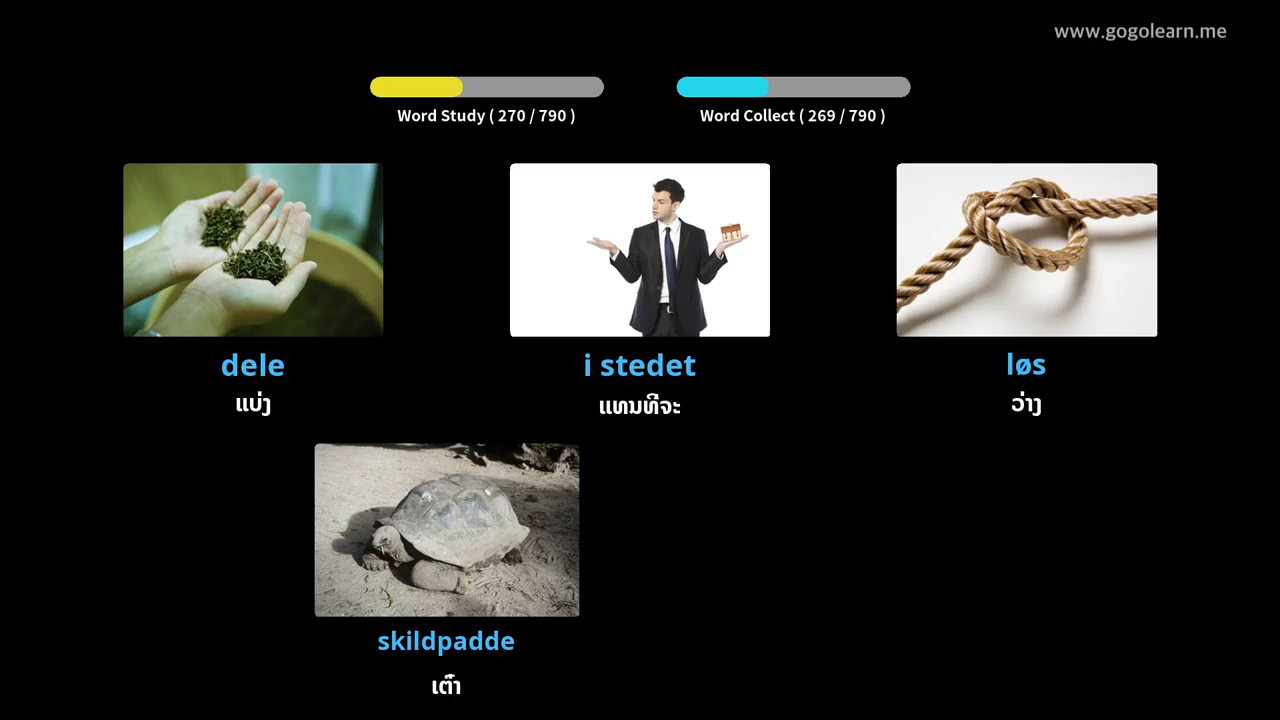 www.gogolearn.me
Word Study ( 270 / 790 )
Word Collect ( 269 / 790 )
dele
i stedet
løs
ແບ່ງ
ແທນທີ່ຈະ
ວ່າງ
skildpadde
ເຕົ່າ